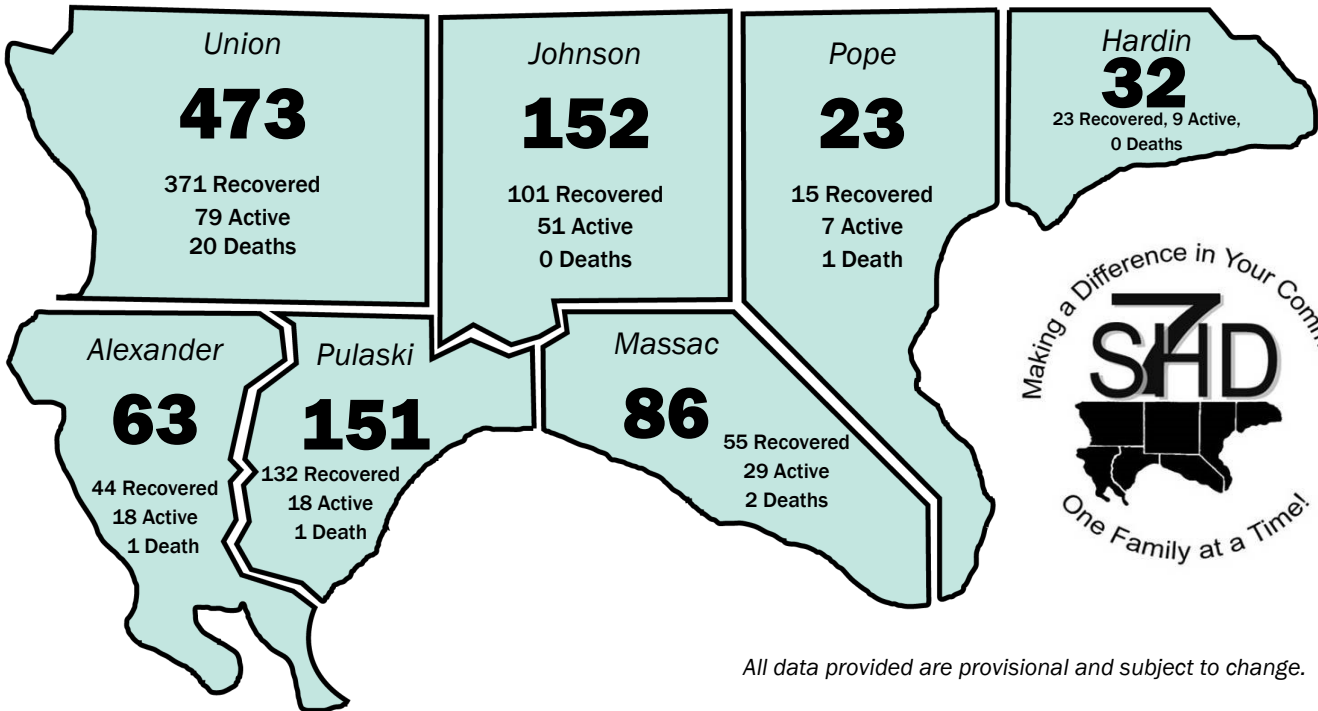 Union
473
371 Recovered
79 Active
20 Deaths
Johnson
152
101 Recovered
51 Active
0 Deaths
Pope
23
15 Recovered
7 Active
1 Death
Hardin
32
23 Recovered, 9 Active,
0 Deaths
Alexander
63
44 Recovered
18 Active
1 Death
Pulaski
151
132 Recovered
18 Active
1 Death
Massac
86
55 Recovered
29 Active
2 Deaths
Making a Difference in Your
S7HD
One Family at a Time!
All data provided are provisional and subject to change.